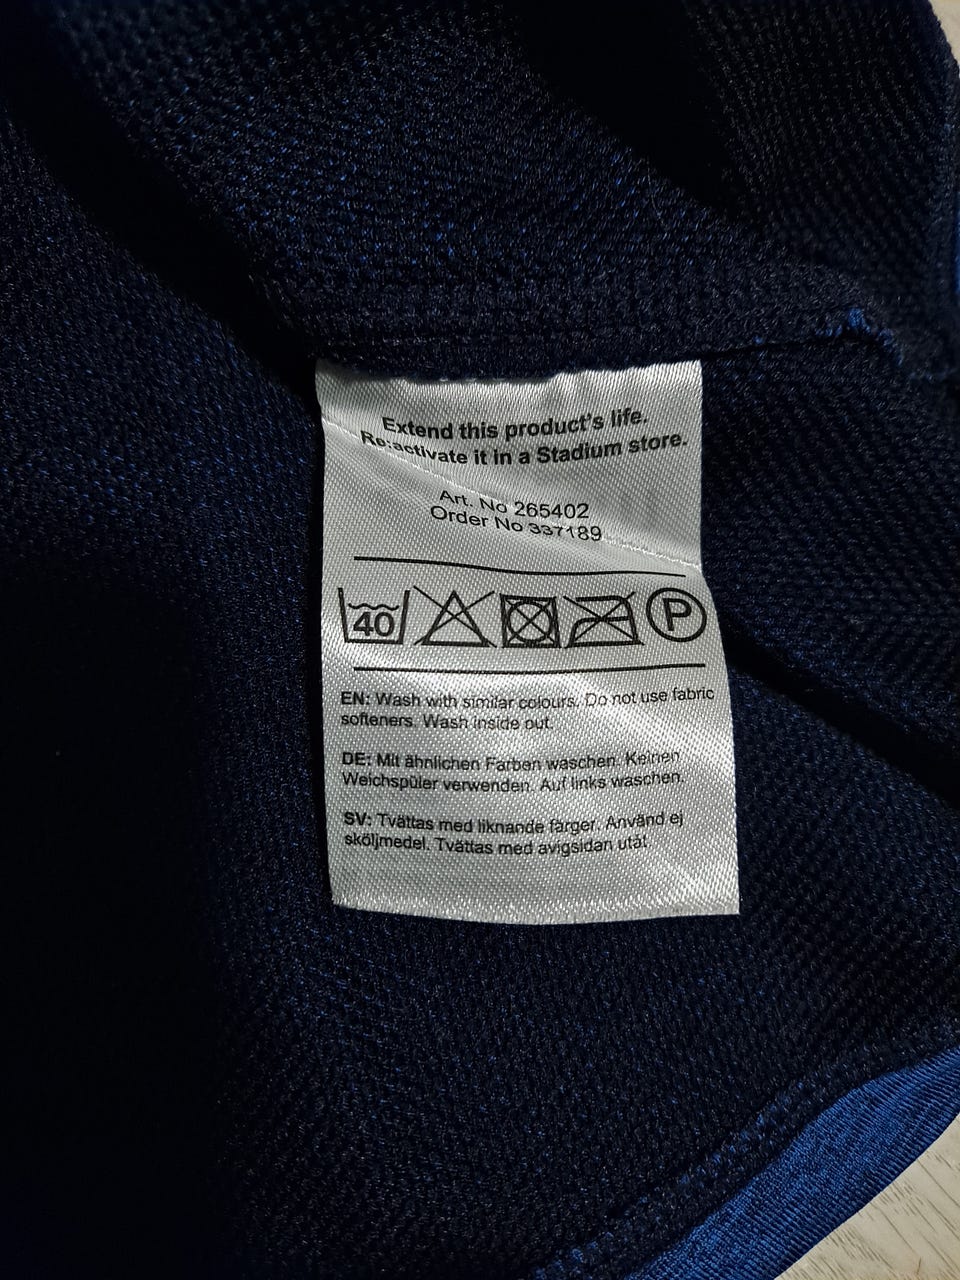 Extend this product's life.
Re:activate it in a Stadium store.
Art. No 265402
Order No 337189
40
P
EN: Wash with similar colours. Do not use fabric
softeners. Wash inside out.
DE: Mit ähnlichen Farben waschen. Keinen
Weichspüler verwenden. Auf links waschen.
SV: Tvättas med liknande färger. Använd ej
sköljmedel. Tvättas med avigsidan utåt